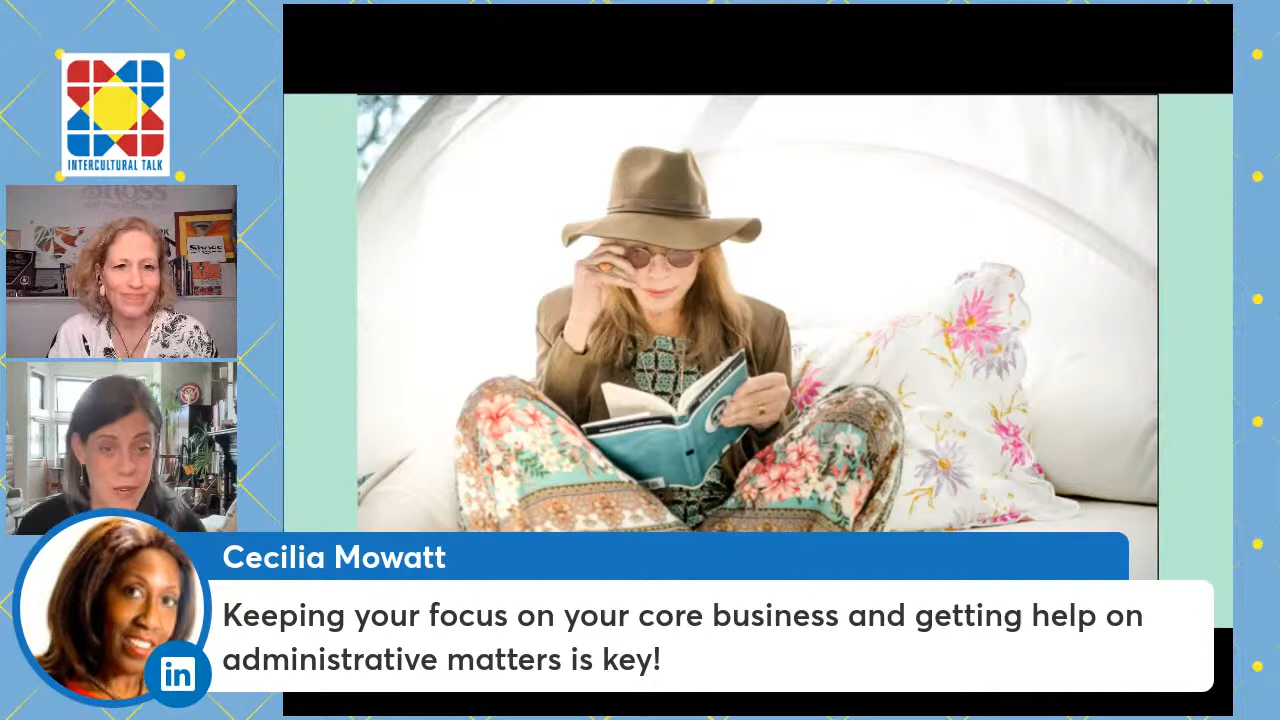 INTERCULTURAL TALK
Cecilia Mowatt
Keeping your focus on your core business and getting help on
administrative matters is key!
in